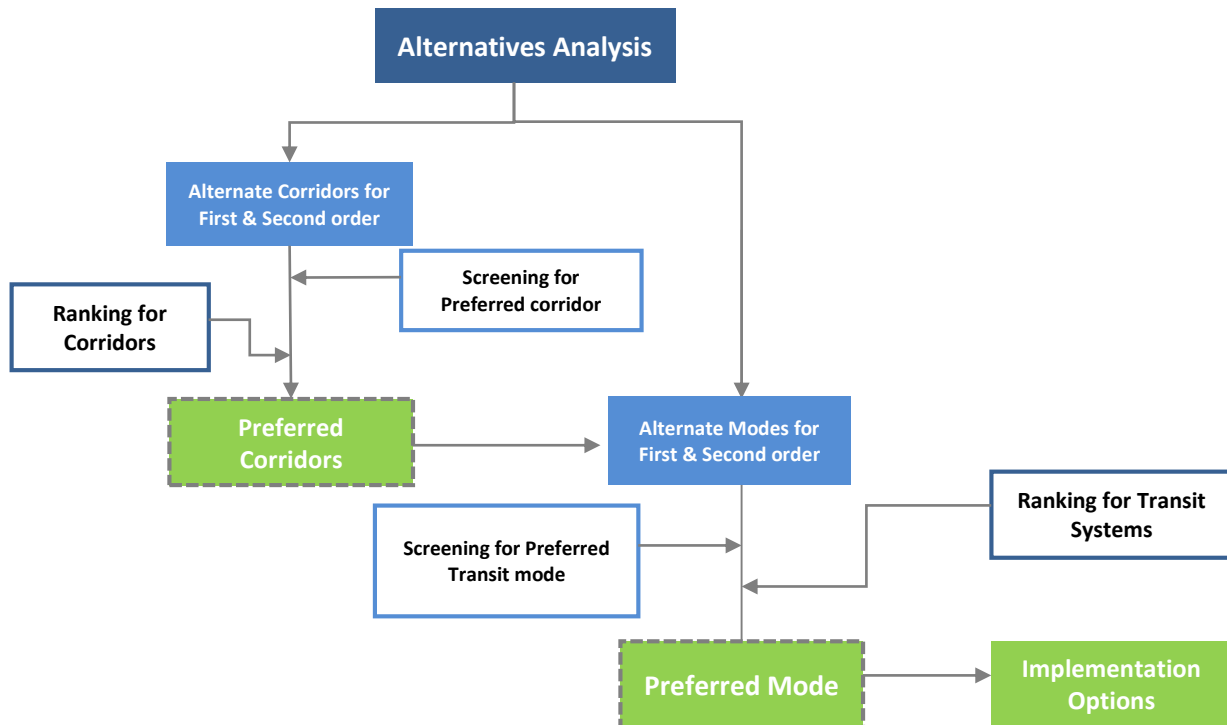 Alternatives Analysis
Alternate Corridors for
First & Second order
Screening for
Preferred corridor
Ranking for
Corridors
Preferred
Corridors
Alternate Modes for
First & Second order
Ranking for Transit
Systems
Screening for Preferred
Transit mode
Preferred Mode
Implementation
Options